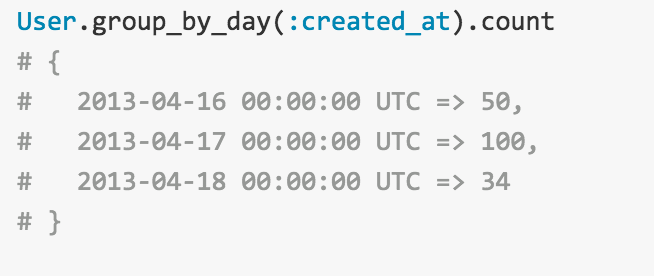 User.group_by_day(:created_at).count
# {
#   2013-04-16 00:00:00 UTC => 50,
#   2013-04-17 00:00:00 UTC => 100,
#   2013-04-18 00:00:00 UTC => 34
# }